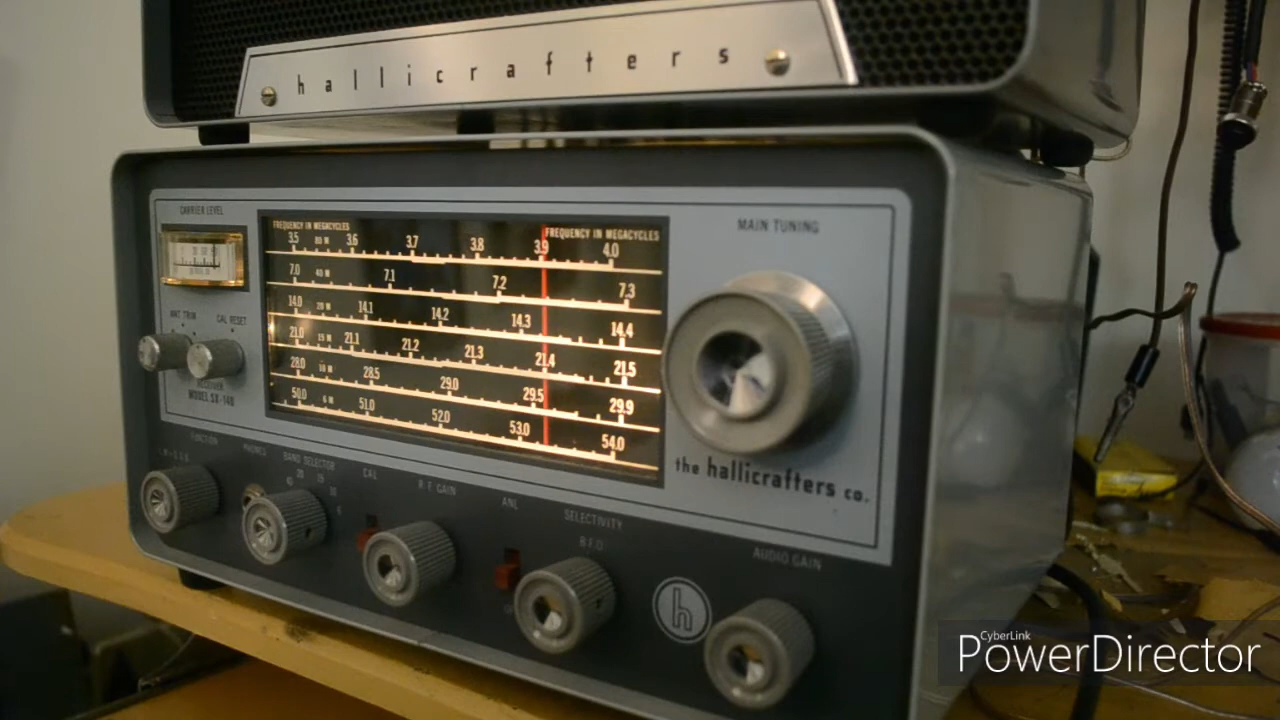 hallicrafters
CARRIER LEVEL
MAIN TUNING
FREQUENCY IN MEGACYCLES
FREQUENCY IN MEGACYCLES
3.5 80 M 3.6 3.7 3.8 3.9 4.0
7.0 40 M 7.1 7.2 7.3
14.0 20 M 14.1 14.2 14.3 14.4
21.0 15 M 21.1 21.2 21.3 21.4 21.5
28.0 10 M 28.5 29.0 29.5 29.9
50.0 6 M 51.0 52.0 53.0 54.0
ANT TRIM
CAL RESET
RECEIVER
MODEL SX-140
the hallicrafters co.
FUNCTION
PHONES
BAND SELECTOR
CAL
R F GAIN
ANL
SELECTIVITY
B F O
AUDIO GAIN
h
CyberLink
PowerDirector